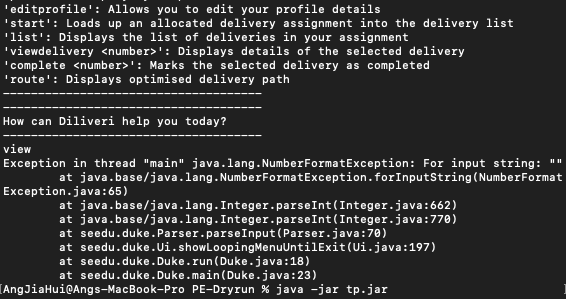 'editprofile': Allows you to edit your profile details
'start': Loads up an allocated delivery assignment into the delivery list
'list': Displays the list of deliveries in your assignment
'viewdelivery <number>': Displays details of the selected delivery
'complete <number>': Marks the selected delivery as completed
'route': Displays optimised delivery path
-------------------------------------
-------------------------------------
How can Diliveri help you today?
-------------------------------------
view
Exception in thread "main" java.lang.NumberFormatException: For input string: ""
        at java.base/java.lang.NumberFormatException.forInputString(NumberFormat
Exception.java:65)
        at java.base/java.lang.Integer.parseInt(Integer.java:662)
        at java.base/java.lang.Integer.parseInt(Integer.java:770)
        at seedu.duke.Parser.parseInput(Parser.java:70)
        at seedu.duke.Ui.showLoopingMenuUntilExit(Ui.java:197)
        at seedu.duke.Duke.run(Duke.java:18)
        at seedu.duke.Duke.main(Duke.java:23)
[AngJiaHui@Angs-MacBook-Pro PE-Dryrun % java -jar tp.jar ]